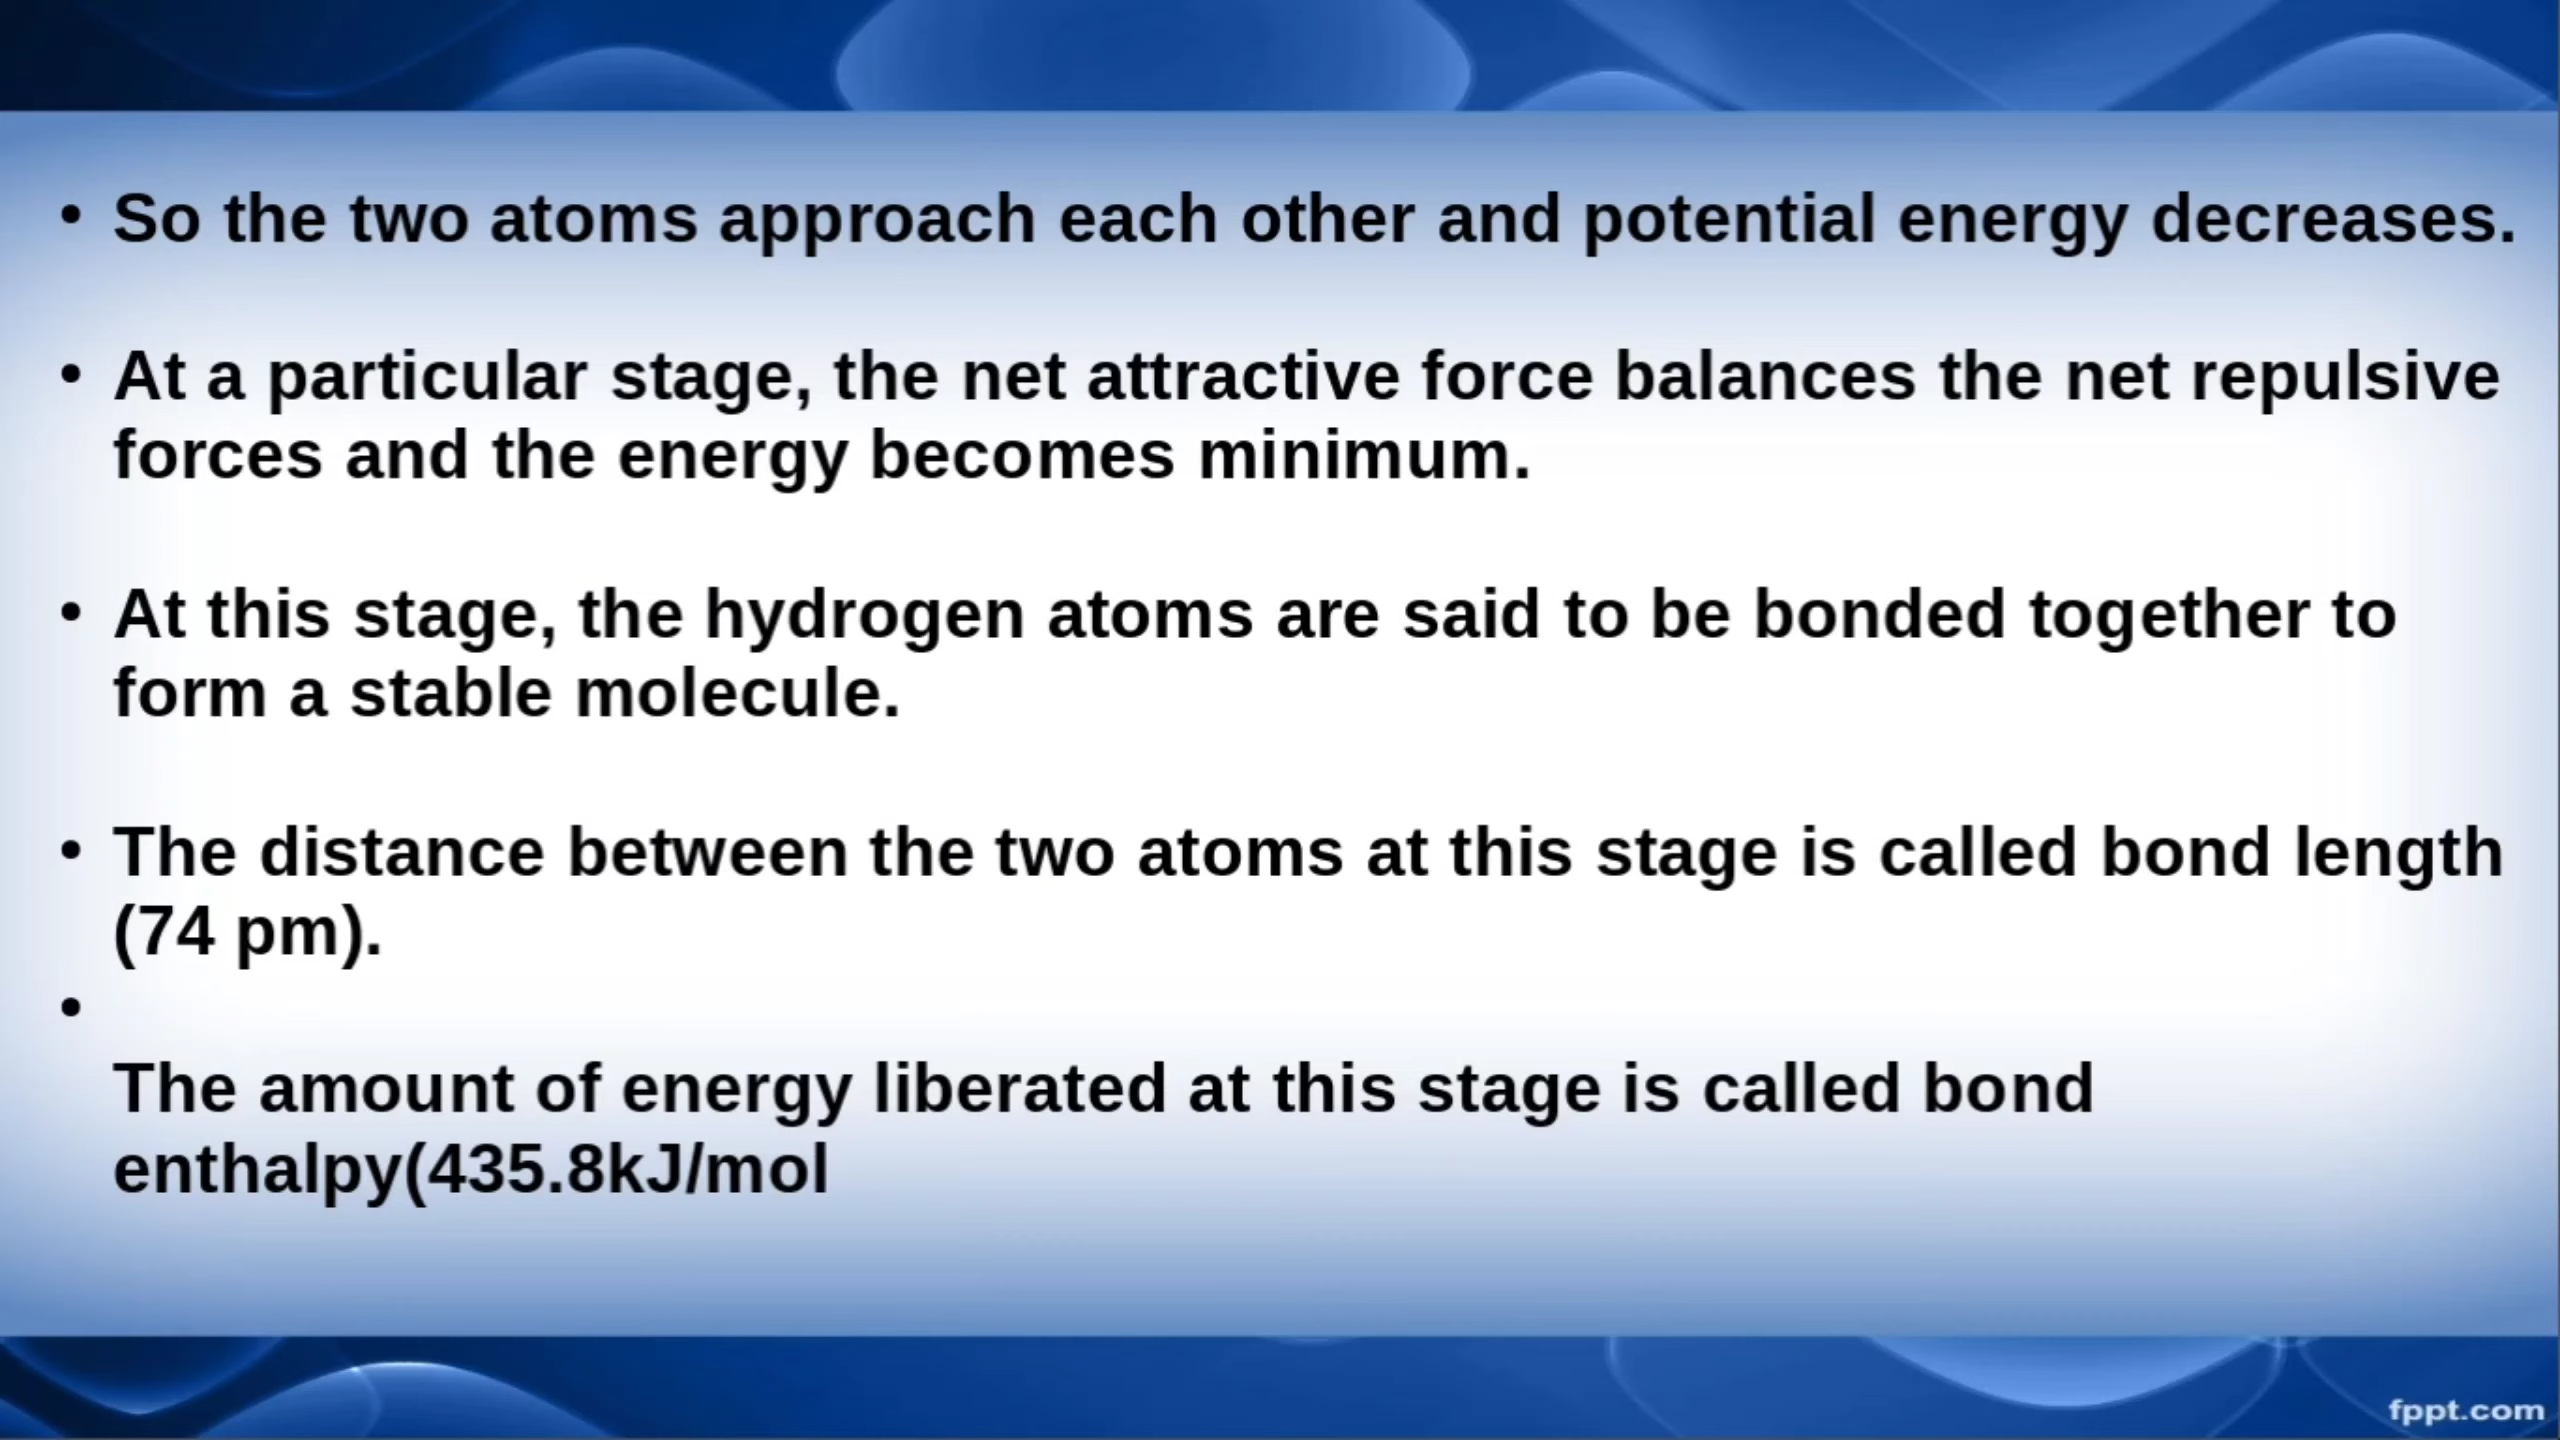 • So the two atoms approach each other and potential energy decreases.
• At a particular stage, the net attractive force balances the net repulsive
forces and the energy becomes minimum.
• At this stage, the hydrogen atoms are said to be bonded together to
form a stable molecule.
• The distance between the two atoms at this stage is called bond length
(74 pm).
•
The amount of energy liberated at this stage is called bond
enthalpy(435.8kJ/mol
fppt.com